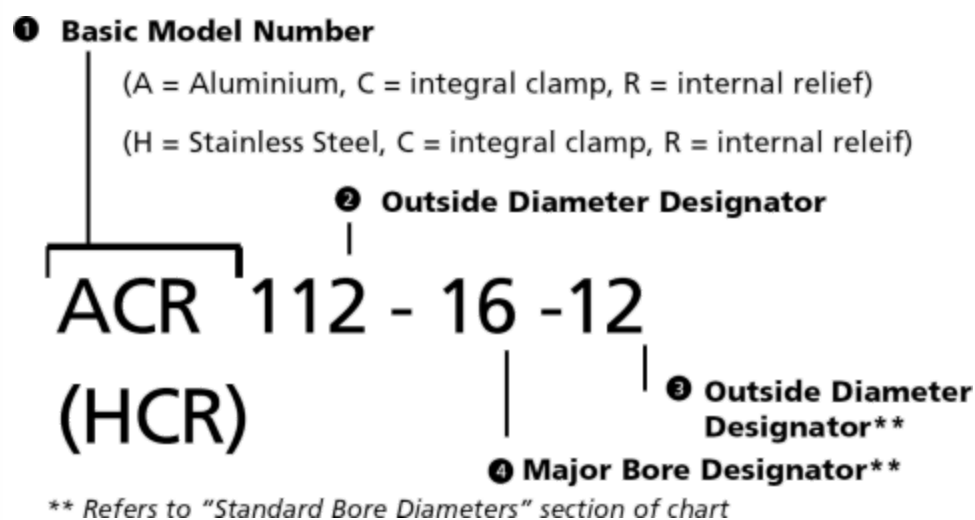 ❶ Basic Model Number
(A = Aluminium, C = integral clamp, R = internal relief)
(H = Stainless Steel, C = integral clamp, R = internal releif)
❷ Outside Diameter Designator
ACR 112 - 16 -12
(HCR)
❸ Outside Diameter
Designator**
❹ Major Bore Designator**
** Refers to "Standard Bore Diameters" section of chart